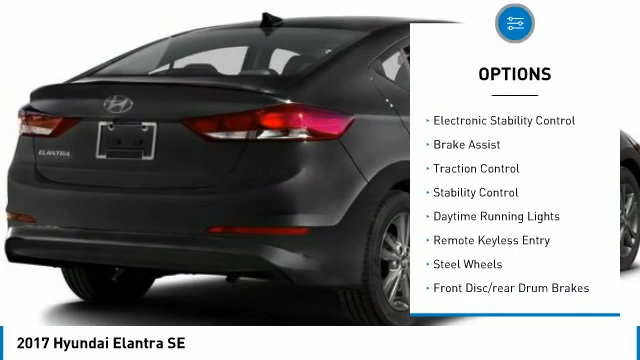 OPTIONS
Electronic Stability Control
Brake Assist
Traction Control
Stability Control
Daytime Running Lights
Remote Keyless Entry
Steel Wheels
Front Disc/rear Drum Brakes
ELANTRA
2017 Hyundai Elantra SE